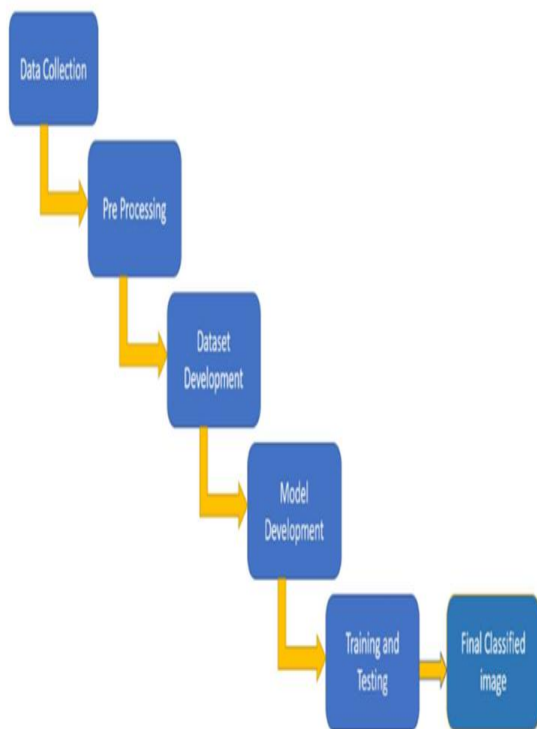 Data Collection
Pre Processing
Dataset
Development
Model
Development
Training and
Testing
Final Classified
image